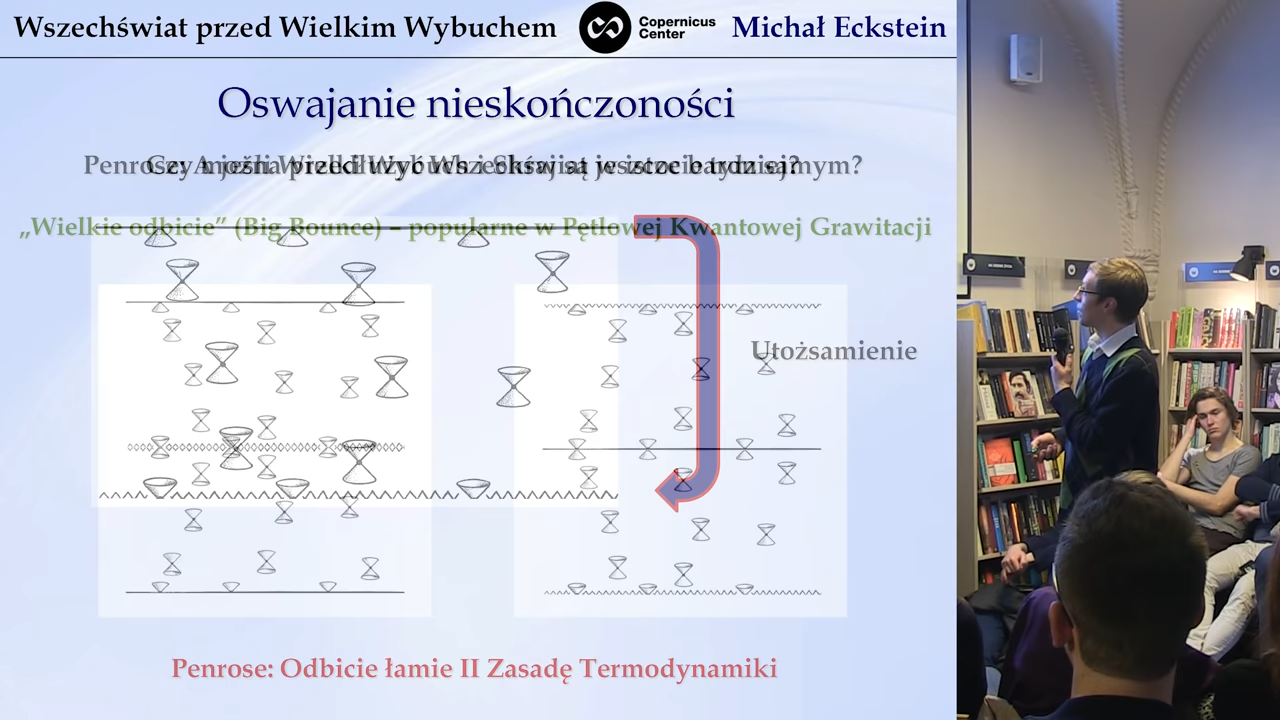 Wszechświat przed Wielkim Wybuchem
Copernicus
Center
Michał Eckstein
Oswajanie nieskończoności
„Wielkie odbicie” (Big Bounce) – popularne w Pętlowej Kwantowej Grawitacji
Utożsamienie
Penrose: Odbicie łamie II Zasadę Termodynamiki